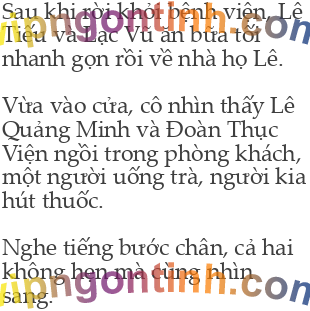 Sau khi rời khỏi bệnh viện, Lê
Tiểu và Lạc Vũ ăn bữa tối
nhanh gọn rồi về nhà họ Lê.
Vừa vào cửa, cô nhìn thấy Lê
Quảng Minh và Đoàn Thục
Viện ngồi trong phòng khách,
một người uống trà, người kia
hút thuốc.
Nghe tiếng bước chân, cả hai
không hẹn mà cùng nhìn
sang.
vipngontinh.com
vipngontinh.com